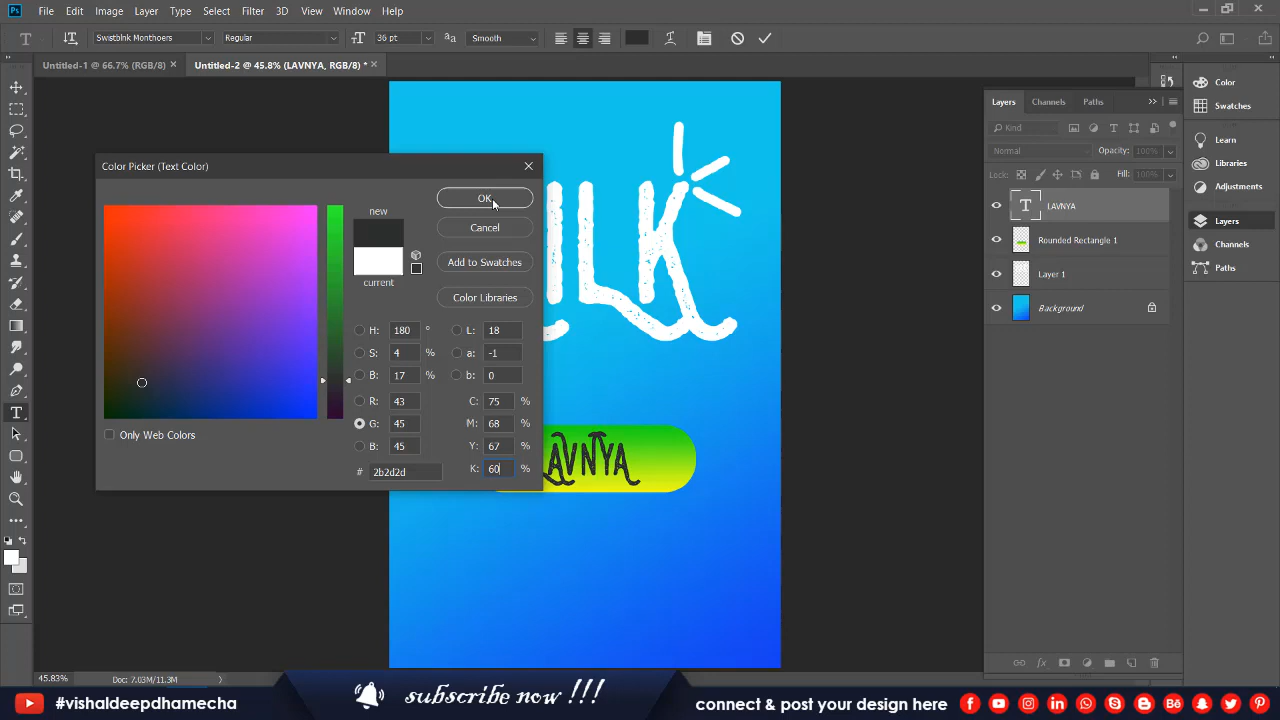 Ps File Edit Image Layer Type Select Filter 3D View Window Help
T Swistblnk Monthoers Regular 36 pt Smooth
Untitled-1 @ 66.7% (RGB/8) × Untitled-2 @ 45.8% (LAVNYA, RGB/8) * ×
Color Picker (Text Color)
new
current
OK
Cancel
Add to Swatches
Color Libraries
H: 180 ° L: 18
S: 4 % a: -1
B: 17 % b: 0
R: 43 C: 75 %
G: 45 M: 68 %
B: 45 Y: 67 %
# 2b2d2d K: 60 %
Only Web Colors
ILK
LAVNYA
Layers Channels Paths
Kind
Normal Opacity: 100%
Lock: Fill: 100%
T LAVNYA
Rounded Rectangle 1
Layer 1
Background
Color
Swatches
Learn
Libraries
Adjustments
Layers
Channels
Paths
45.83% Doc: 7.03M/11.3M
#vishaldeepdhamecha
subscribe now !!!
connect & post your design here